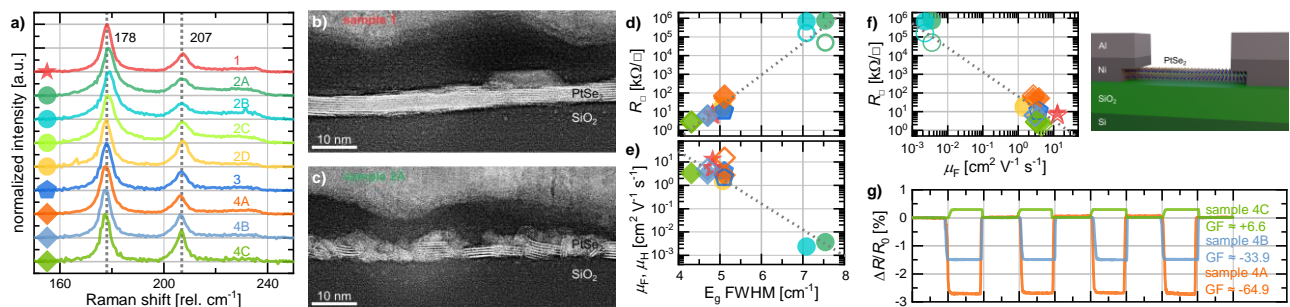 a)
178
207
1
2A
2B
2C
2D
3
4A
4B
4C
normalized intensity [a.u.]
160
200
240
Raman shift [rel. cm⁻¹]
b)
sample 1
PtSe₂
SiO₂
10 nm
c)
sample 2A
PtSe₂
SiO₂
10 nm
d)
R□ [kΩ/□]
10⁶
10⁵
10⁴
10³
10²
10¹
10⁰
e)
μF, μH [cm² V⁻¹ s⁻¹]
10¹
10⁰
10⁻¹
10⁻²
10⁻³
4
5
6
7
8
Eg FWHM [cm⁻¹]
f)
R□ [kΩ/□]
10⁶
10⁵
10⁴
10³
10²
10¹
10⁰
10⁻³
10⁻²
10⁻¹
10⁰
10¹
10²
μF [cm² V⁻¹ s⁻¹]
Al
Ni
PtSe₂
SiO₂
Si
g)
ΔR/R₀ [%]
1
0
-1
-2
-3
sample 4C
GF ≈ +6.6
sample 4B
GF ≈ -33.9
sample 4A
GF ≈ -64.9